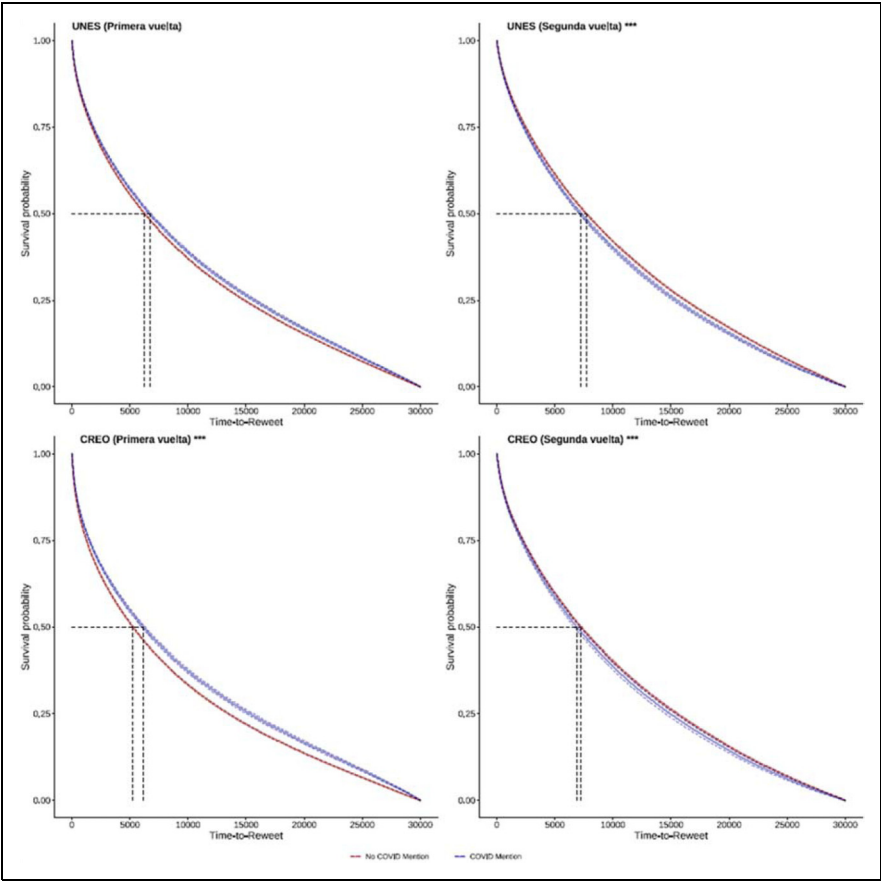 UNES (Primera vuelta)
1.00
0,75
0,50
0,25
0,00
Survival probability
0 5000 10000 15000 20000 25000 30000
Time-to-Reweet
UNES (Segunda vuelta) ***
1.00
0,75
0,50
0,25
0,00
Survival probability
0 5000 10000 15000 20000 25000 30000
Time-to-Reweet
CREO (Primera vuelta) ***
1.00
0,75
0,50
0,25
0.00
Survival probability
0 5000 10000 15000 20000 25000 30000
Time-to-Reweet
CREO (Segunda vuelta) ***
1.00
0,75
0,50
0,25
0.00
Survival probability
0 5000 10000 15000 20000 25000 30000
Time-to-Reweet
No COVID Mention COVID Mention